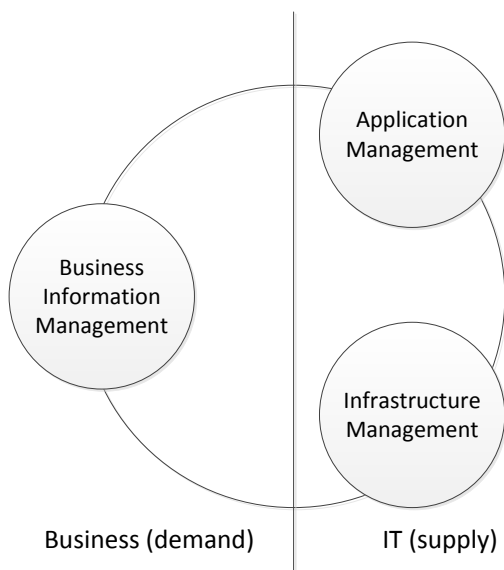 Application
Management
Business
Information
Management
Infrastructure
Management
Business (demand)
IT (supply)